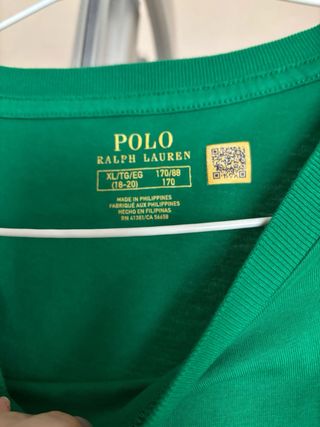 POLO
RALPH LAUREN
XL/TG/EG 170/88
(18-20) 170
MADE IN PHILIPPINES
FABRIQUÉ AUX PHILIPPINES
HECHO EN FILIPINAS
RN 41381/CA 56458